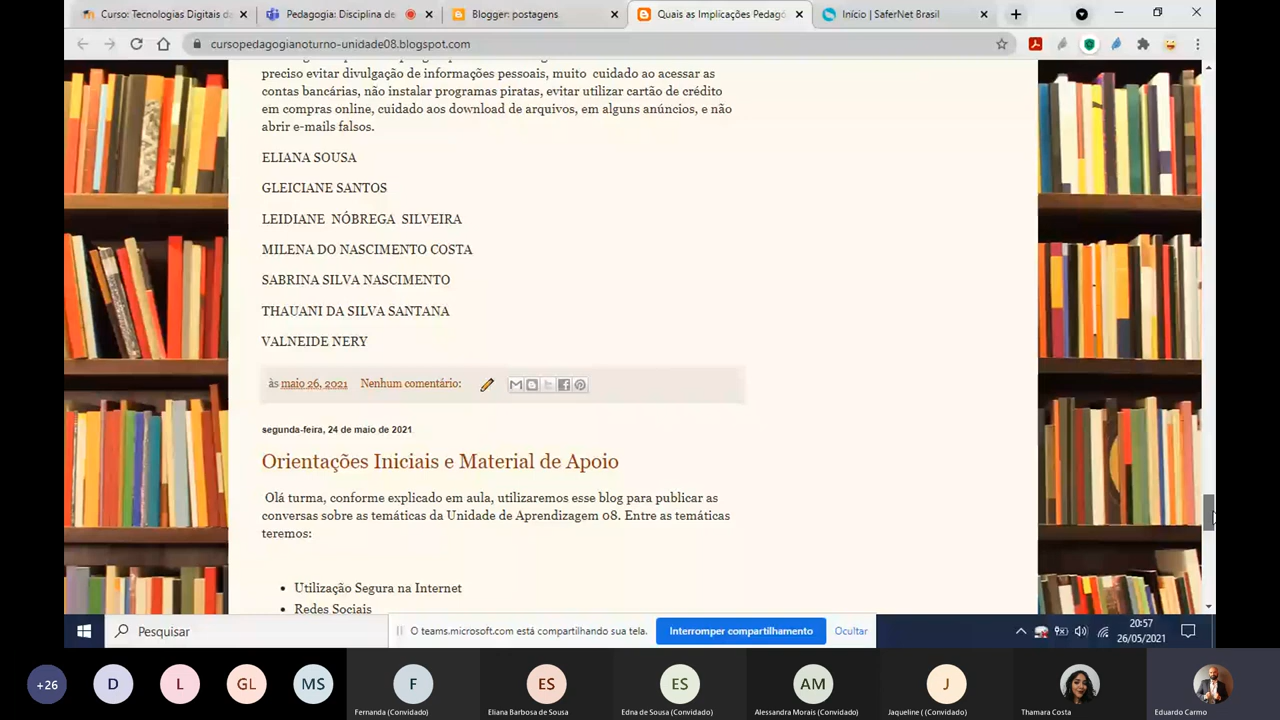 Curso: Tecnologias Digitais da
Pedagogia: Disciplina de
Blogger: postagens
Quais as Implicações Pedagó
Início | SaferNet Brasil
cursopedagogianoturno-unidade08.blogspot.com
preciso evitar divulgação de informações pessoais, muito cuidado ao acessar as
contas bancárias, não instalar programas piratas, evitar utilizar cartão de crédito
em compras online, cuidado aos download de arquivos, em alguns anúncios, e não
abrir e-mails falsos.
ELIANA SOUSA
GLEICIANE SANTOS
LEIDIANE NÓBREGA SILVEIRA
MILENA DO NASCIMENTO COSTA
SABRINA SILVA NASCIMENTO
THAUANI DA SILVA SANTANA
VALNEIDE NERY
às maio 26, 2021 Nenhum comentário:
segunda-feira, 24 de maio de 2021
Orientações Iniciais e Material de Apoio
Olá turma, conforme explicado em aula, utilizaremos esse blog para publicar as
conversas sobre as temáticas da Unidade de Aprendizagem 08. Entre as temáticas
teremos:
• Utilização Segura na Internet
• Redes Sociais
Pesquisar
O teams.microsoft.com está compartilhando sua tela.
Interromper compartilhamento
Ocultar
20:57
26/05/2021
+26
D
L
GL
MS
F
ES
ES
AM
J
Fernanda (Convidado)
Eliana Barbosa de Sousa
Edna de Sousa (Convidado)
Alessandra Morais (Convidado)
Jaqueline ( (Convidado)
Thamara Costa
Eduardo Carmo